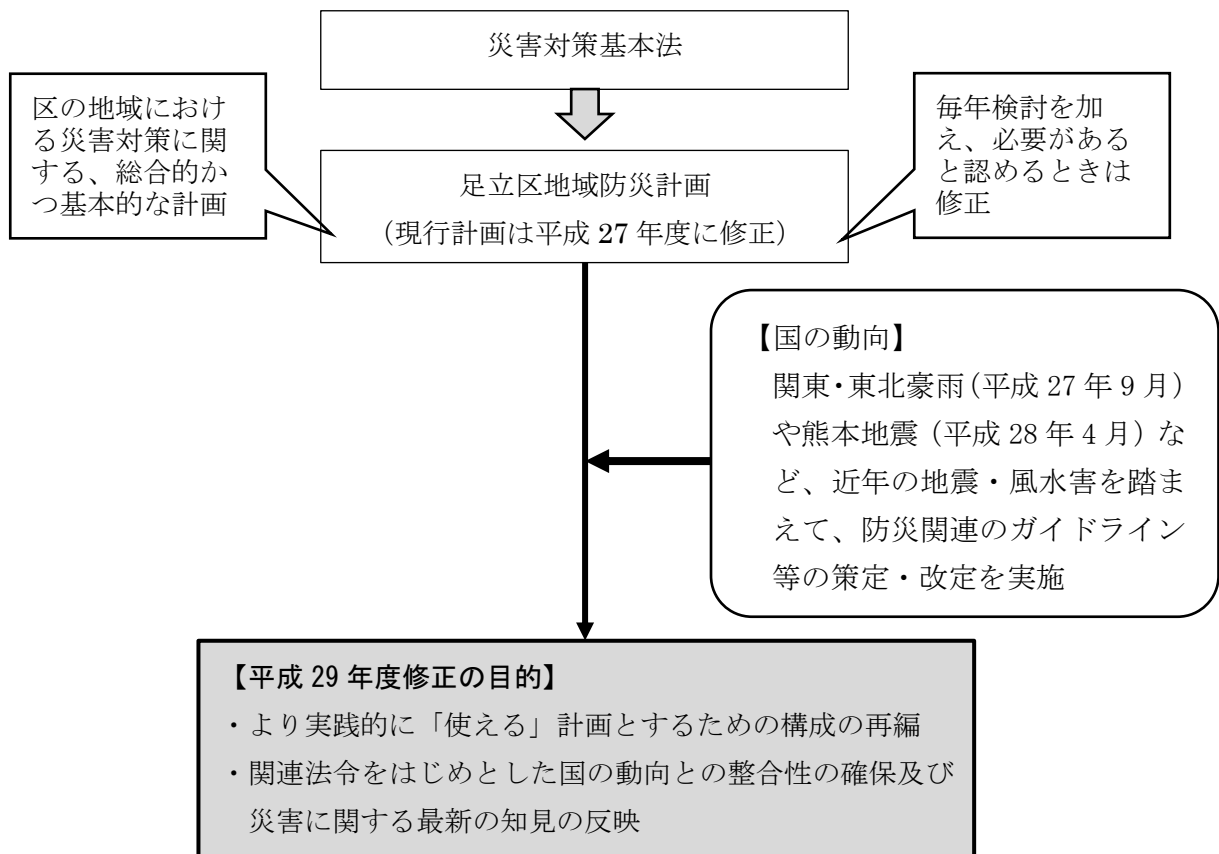 災害対策基本法
区の地域におけ
る災害対策に関
する、総合的か
つ基本的な計画
毎年検討を加
え、必要がある
と認めるときは
修正
足立区地域防災計画
（現行計画は平成 27 年度に修正）
【国の動向】
関東・東北豪雨（平成 27 年 9 月）
や熊本地震（平成 28 年 4 月）な
ど、近年の地震・風水害を踏ま
えて、防災関連のガイドライン
等の策定・改定を実施
【平成 29 年度修正の目的】
・より実践的に「使える」計画とするための構成の再編
・関連法令をはじめとした国の動向との整合性の確保及び
災害に関する最新の知見の反映